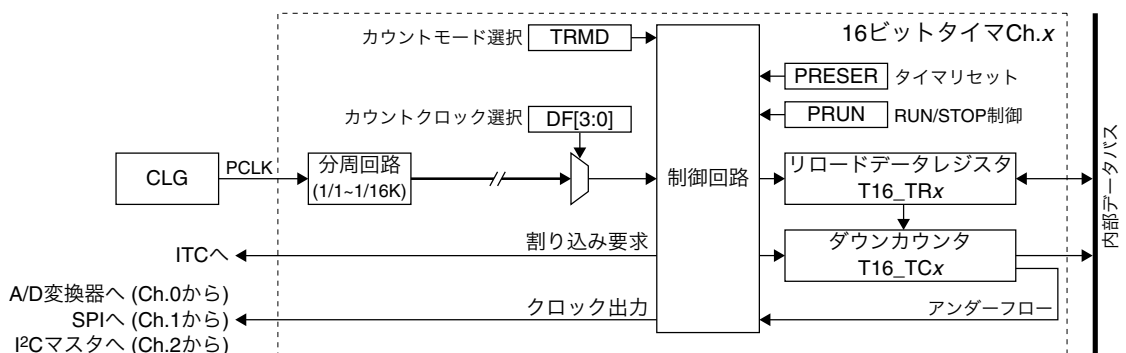 16ビットタイマCh.x
カウントモード選択 TRMD
PRESER タイマリセット
カウントクロック選択 DF[3:0]
PRUN RUN/STOP制御
CLG
PCLK
分周回路
(1/1~1/16K)
制御回路
リロードデータレジスタ
T16_TRx
内部データバス
ITCへ
割り込み要求
ダウンカウンタ
T16_TCx
A/D変換器へ (Ch.0から)
SPIへ (Ch.1から)
I²Cマスタへ (Ch.2から)
クロック出力
アンダーフロー